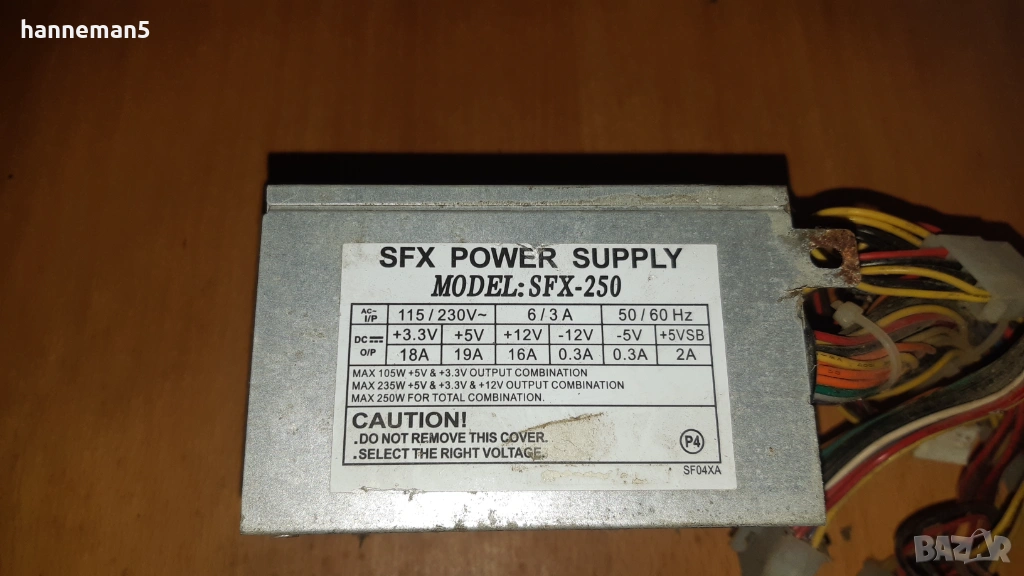 hanneman5
SFX POWER SUPPLY
MODEL: SFX-250
AC~ I/P 115 / 230V~ 6 / 3 A 50 / 60 Hz
DC O/P +3.3V +5V +12V -12V -5V +5VSB
18A 19A 16A 0.3A 0.3A 2A
MAX 105W +5V & +3.3V OUTPUT COMBINATION
MAX 235W +5V & +3.3V & +12V OUTPUT COMBINATION
MAX 250W FOR TOTAL COMBINATION.
CAUTION!
.DO NOT REMOVE THIS COVER.
.SELECT THE RIGHT VOLTAGE.
P4
SF04XA
BAZAR